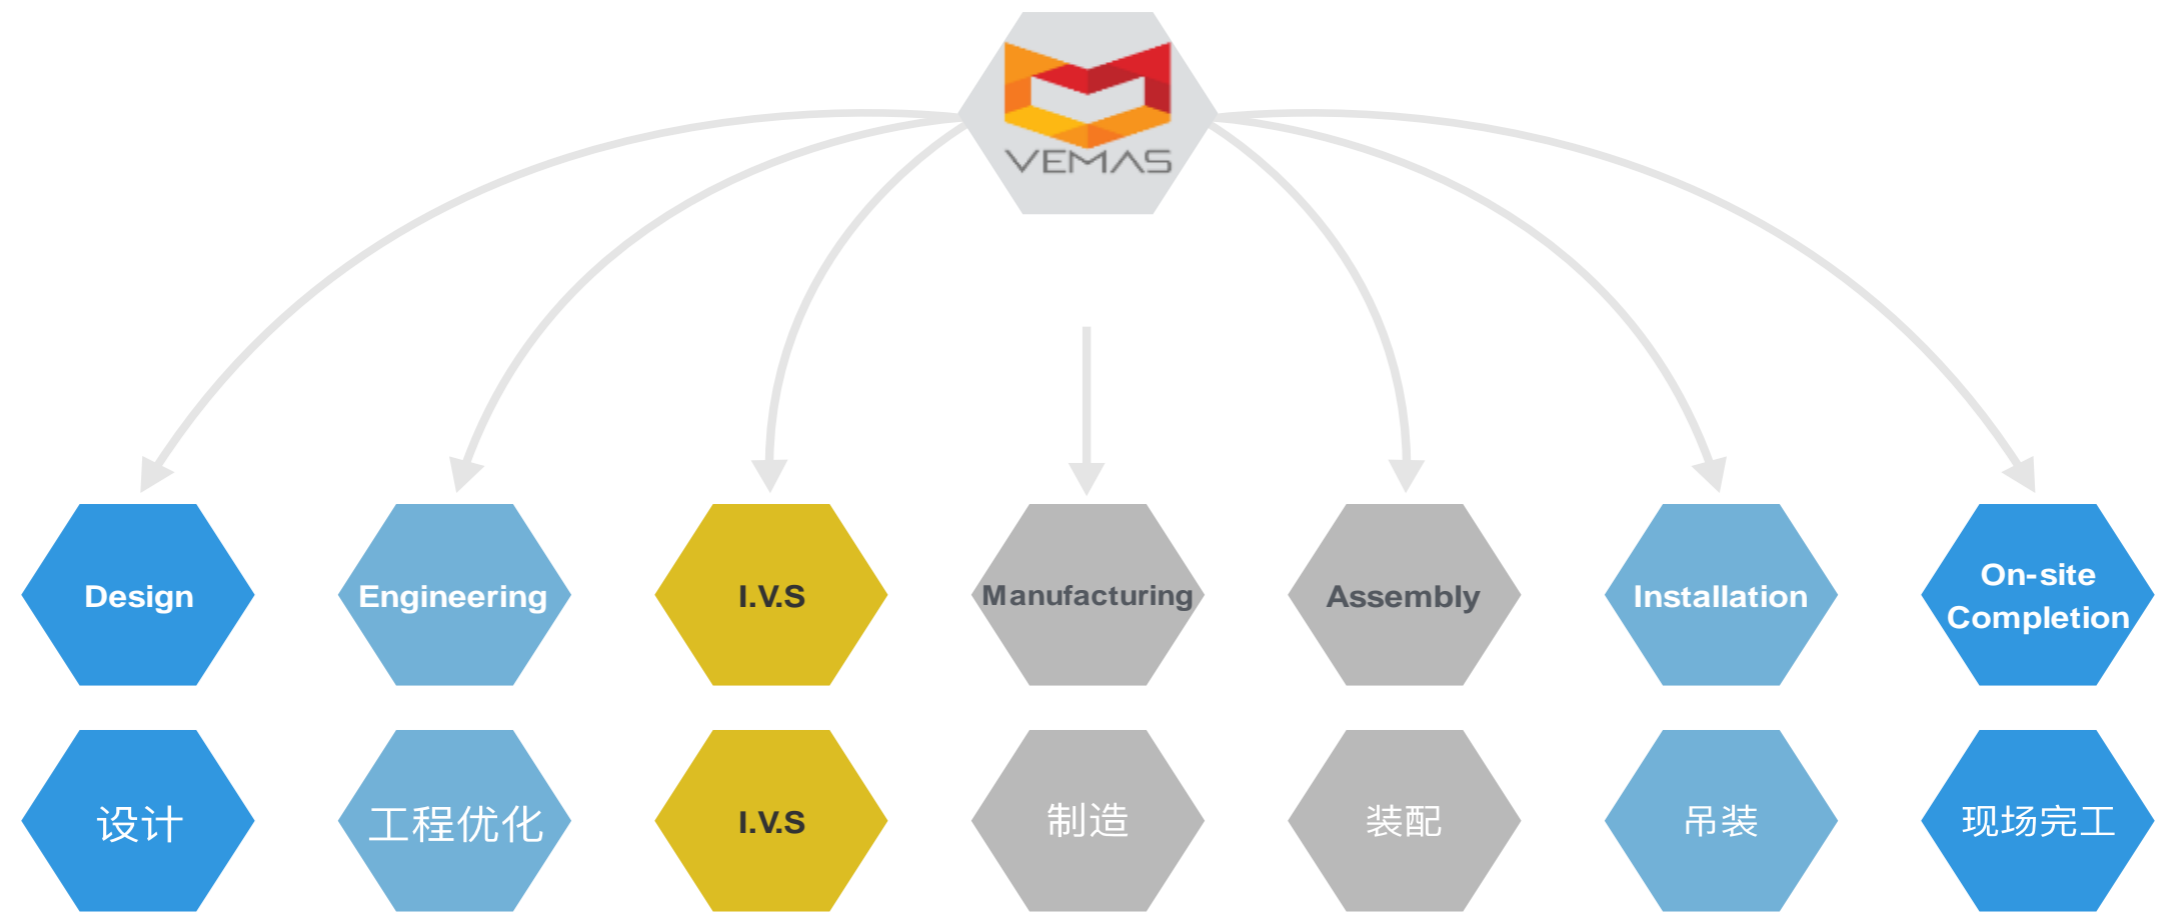 VEMAS
Design
Engineering
I.V.S
Manufacturing
Assembly
Installation
On-site
Completion
设计
工程优化
I.V.S
制造
装配
吊装
现场完工